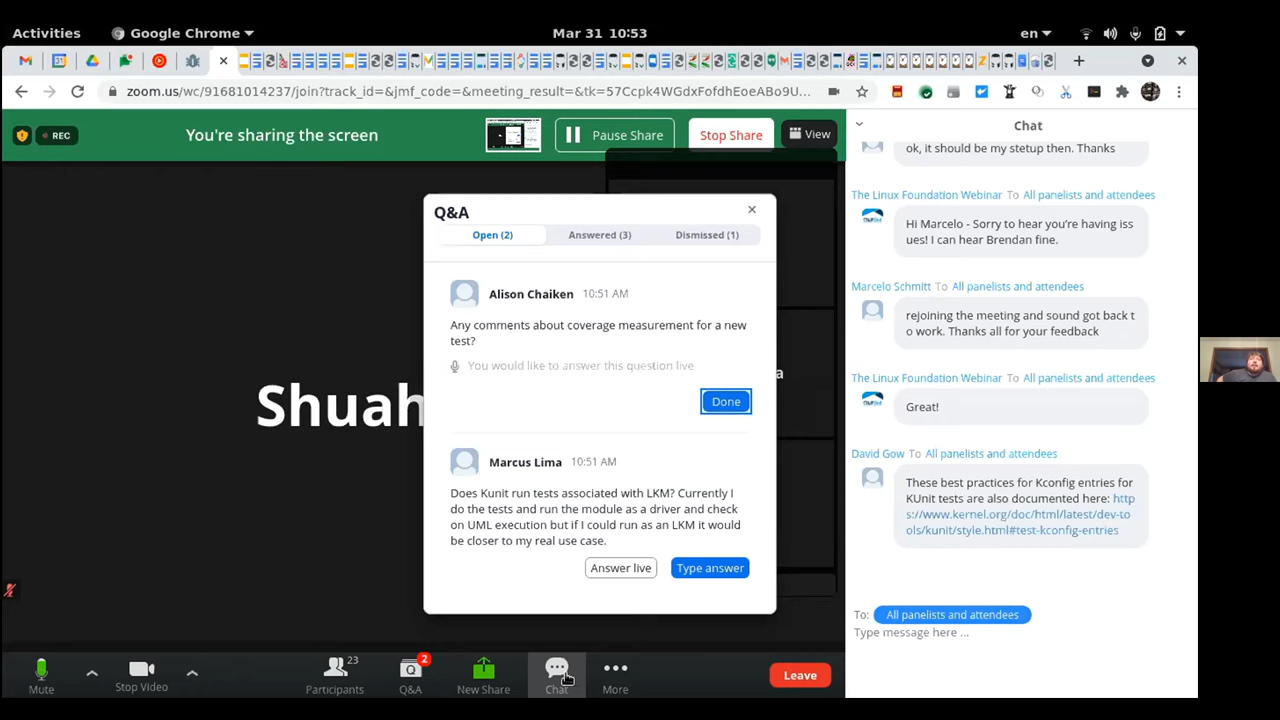 Activities
Google Chrome
Mar 31 10:53
en
zoom.us/wc/91681014237/join?track_id=&jmf_code=&meeting_result=&tk=57Ccpk4WGdxFofdhEoeABo9U...
REC
You're sharing the screen
Pause Share
Stop Share
View
Shuah
a
Q&A
Open (2)
Answered (3)
Dismissed (1)
Alison Chaiken 10:51 AM
Any comments about coverage measurement for a new
test?
You would like to answer this question live
Done
Marcus Lima 10:51 AM
Does Kunit run tests associated with LKM? Currently I
do the tests and run the module as a driver and check
on UML execution but if I could run as an LKM it would
be closer to my real use case.
Answer live
Type answer
Chat
ok, it should be my stetup then. Thanks
The Linux Foundation Webinar To All panelists and attendees
Hi Marcelo - Sorry to hear you're having iss
ues! I can hear Brendan fine.
Marcelo Schmitt To All panelists and attendees
rejoining the meeting and sound got back t
o work. Thanks all for your feedback
The Linux Foundation Webinar To All panelists and attendees
Great!
David Gow To All panelists and attendees
These best practices for Kconfig entries for
KUnit tests are also documented here: http
s://www.kernel.org/doc/html/latest/dev-to
ols/kunit/style.html#test-kconfig-entries
To: All panelists and attendees
Type message here ...
Mute
Stop Video
23
Participants
2
Q&A
New Share
Chat
More
Leave